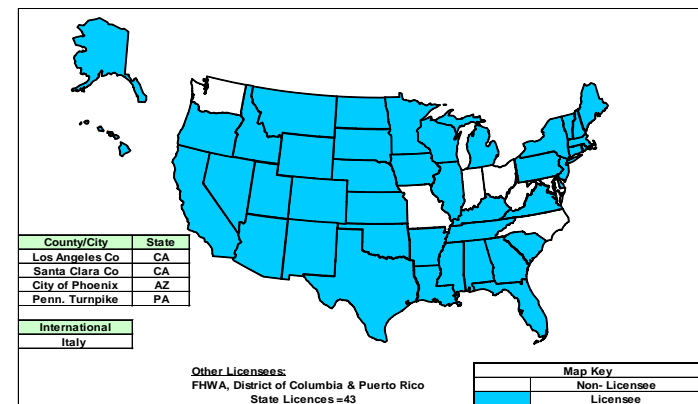 County/City State
Los Angeles Co CA
Santa Clara Co CA
City of Phoenix AZ
Penn. Turnpike PA
International
Italy
Other Licensees:
FHWA, District of Columbia & Puerto Rico
State Licences =43
Map Key
Non- Licensee
Licensee